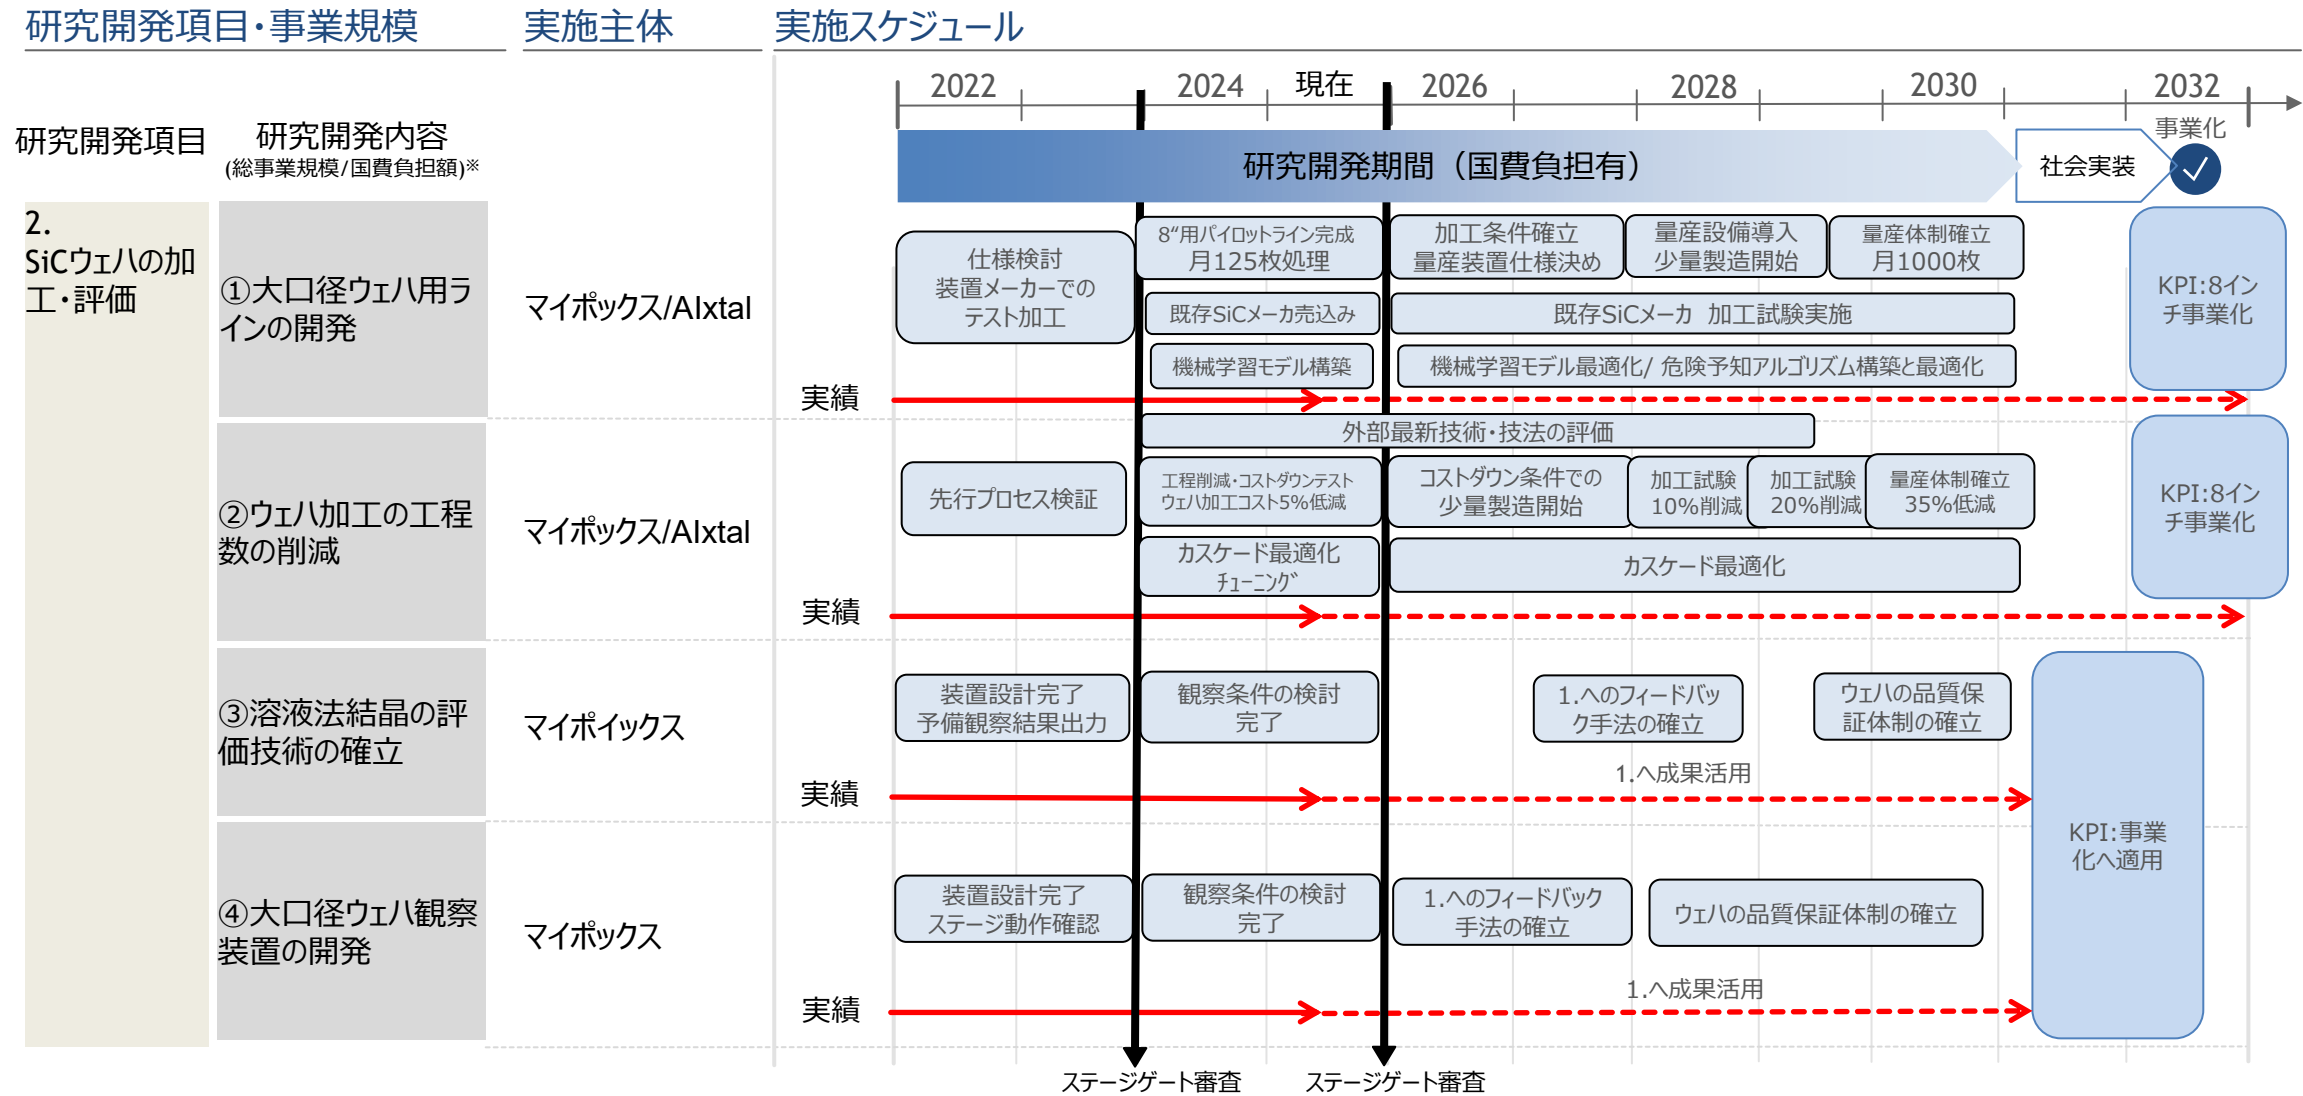 研究開発項目・事業規模
実施主体
実施スケジュール
2022
2024
現在
2026
2028
2030
2032
研究開発項目
研究開発内容
(総事業規模/国費負担額)※
研究開発期間（国費負担有）
社会実装
事業化
2.
SiCウェハの加
工・評価
①大口径ウェハ用ラ
インの開発
マイポックス/AIxtal
仕様検討
装置メーカーでの
テスト加工
8“用パイロットライン完成
月125枚処理
加工条件確立
量産装置仕様決め
量産設備導入
少量製造開始
量産体制確立
月1000枚
既存SiCメーカ売込み
既存SiCメーカ 加工試験実施
機械学習モデル構築
機械学習モデル最適化/ 危険予知アルゴリズム構築と最適化
KPI:8イン
チ事業化
実績
②ウェハ加工の工程
数の削減
マイポックス/AIxtal
外部最新技術・技法の評価
先行プロセス検証
工程削減・コストダウンテスト
ウェハ加工コスト5%低減
コストダウン条件での
少量製造開始
加工試験
10%削減
加工試験
20%削減
量産体制確立
35%低減
カスケード最適化
ﾁｭｰﾆﾝｸﾞ
カスケード最適化
KPI:8イン
チ事業化
実績
③溶液法結晶の評
価技術の確立
マイポイックス
装置設計完了
予備観察結果出力
観察条件の検討
完了
1.へのフィードバッ
ク手法の確立
ウェハの品質保
証体制の確立
1.へ成果活用
実績
KPI:事業
化へ適用
④大口径ウェハ観察
装置の開発
マイポックス
装置設計完了
ステージ動作確認
観察条件の検討
完了
1.へのフィードバック
手法の確立
ウェハの品質保証体制の確立
1.へ成果活用
実績
ステージゲート審査
ステージゲート審査